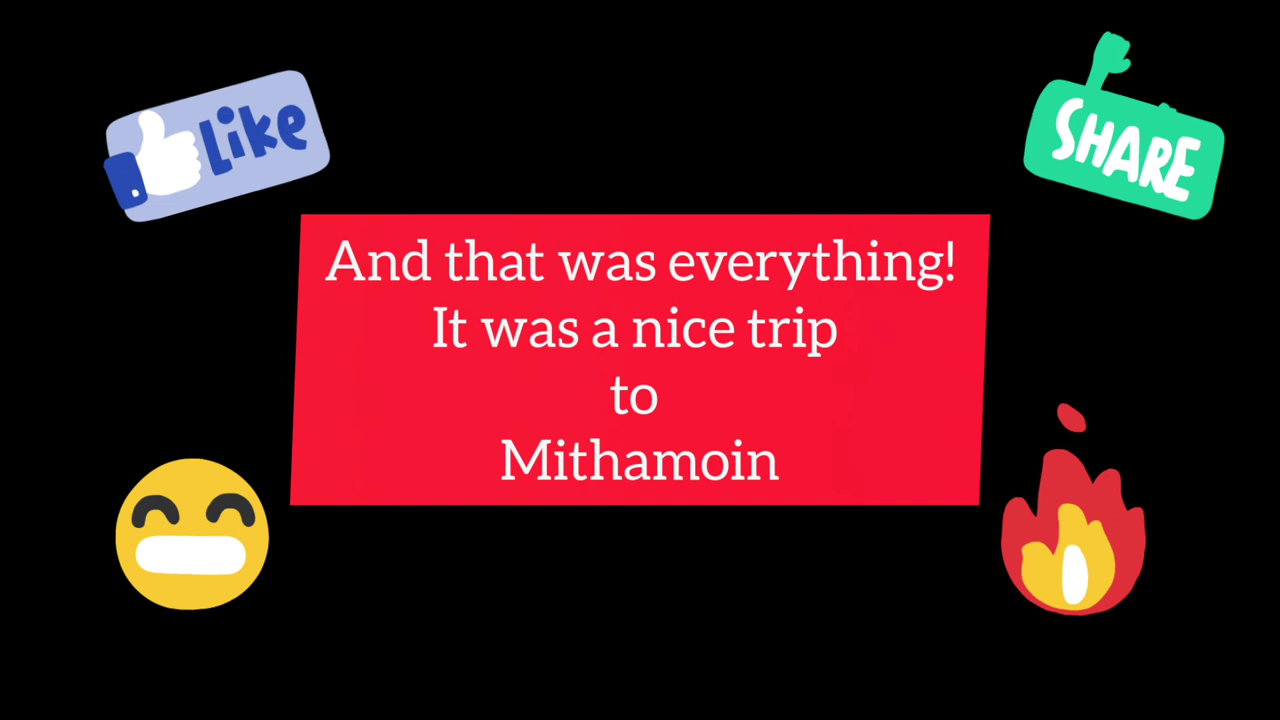 Like
SHARE
And that was everything!
It was a nice trip
to
Mithamoin